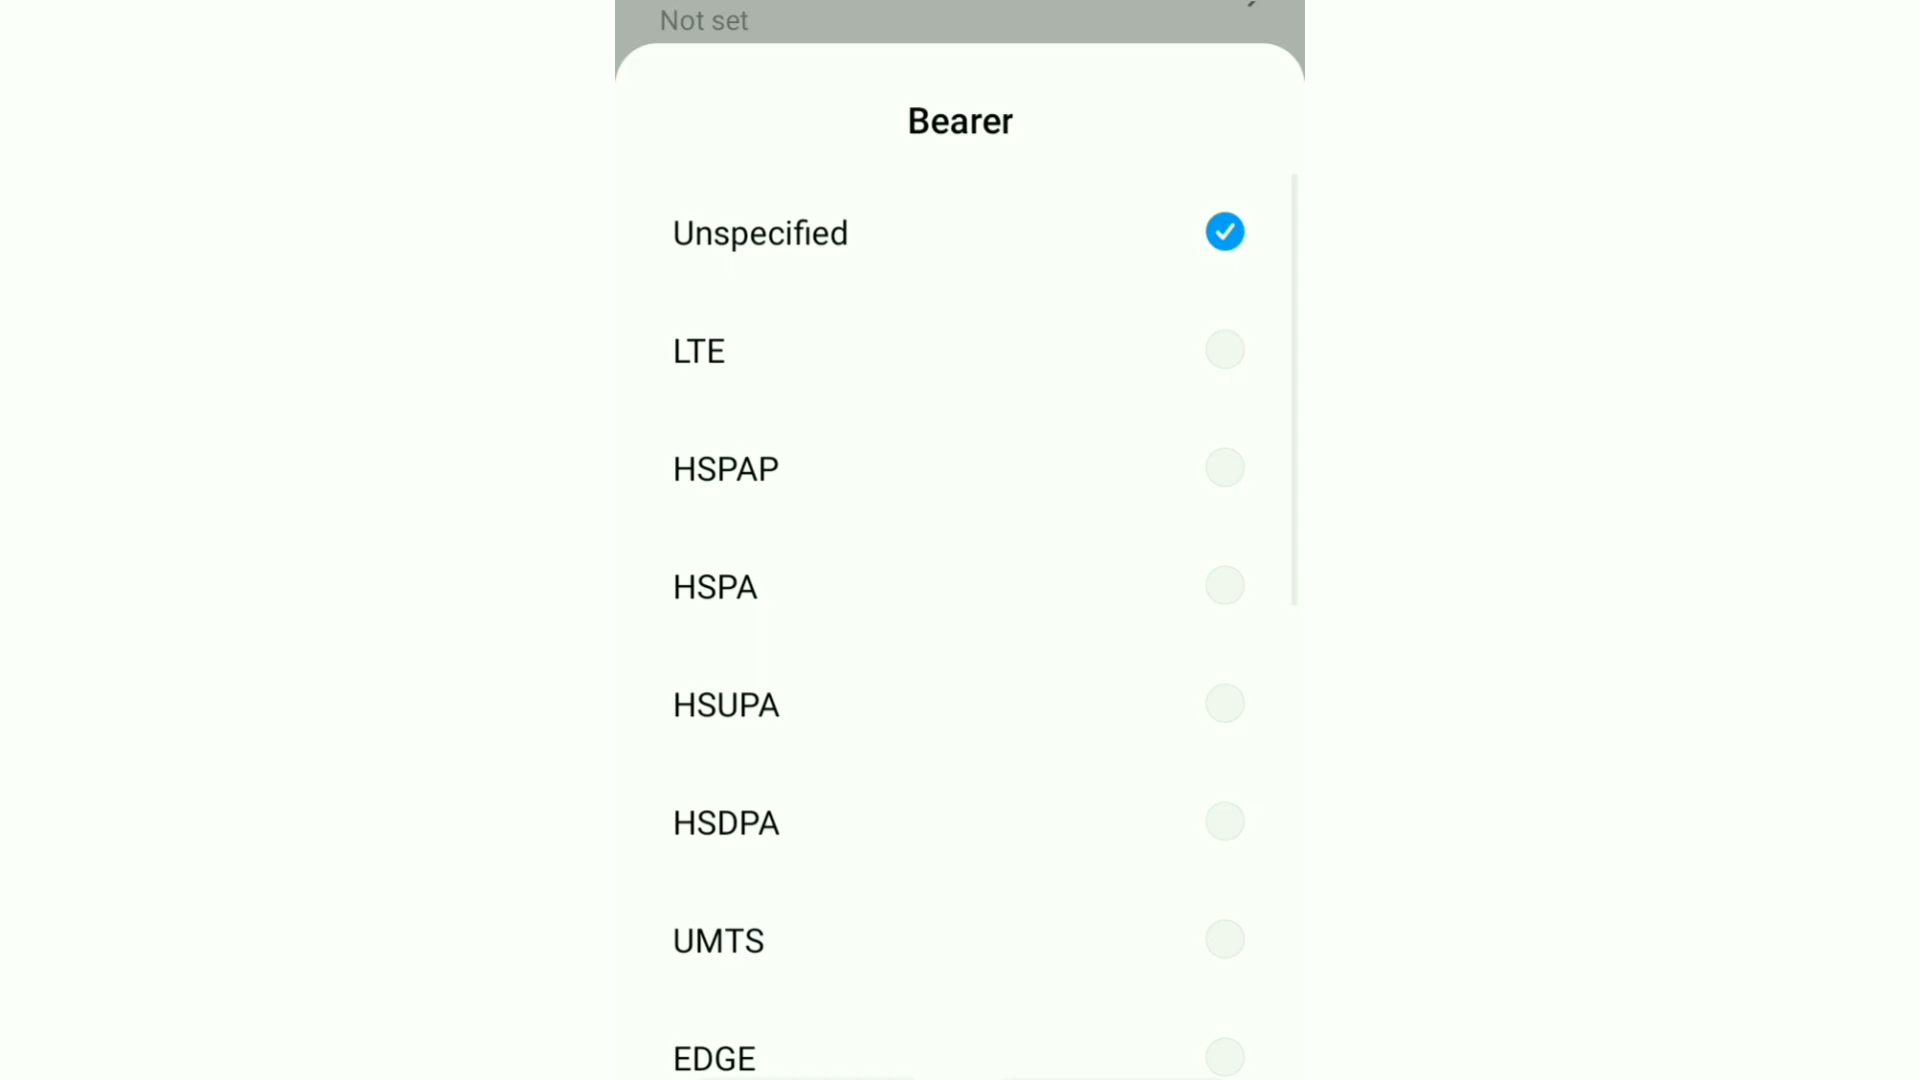 Not set
Bearer
Unspecified
LTE
HSPAP
HSPA
HSUPA
HSDPA
UMTS
EDGE